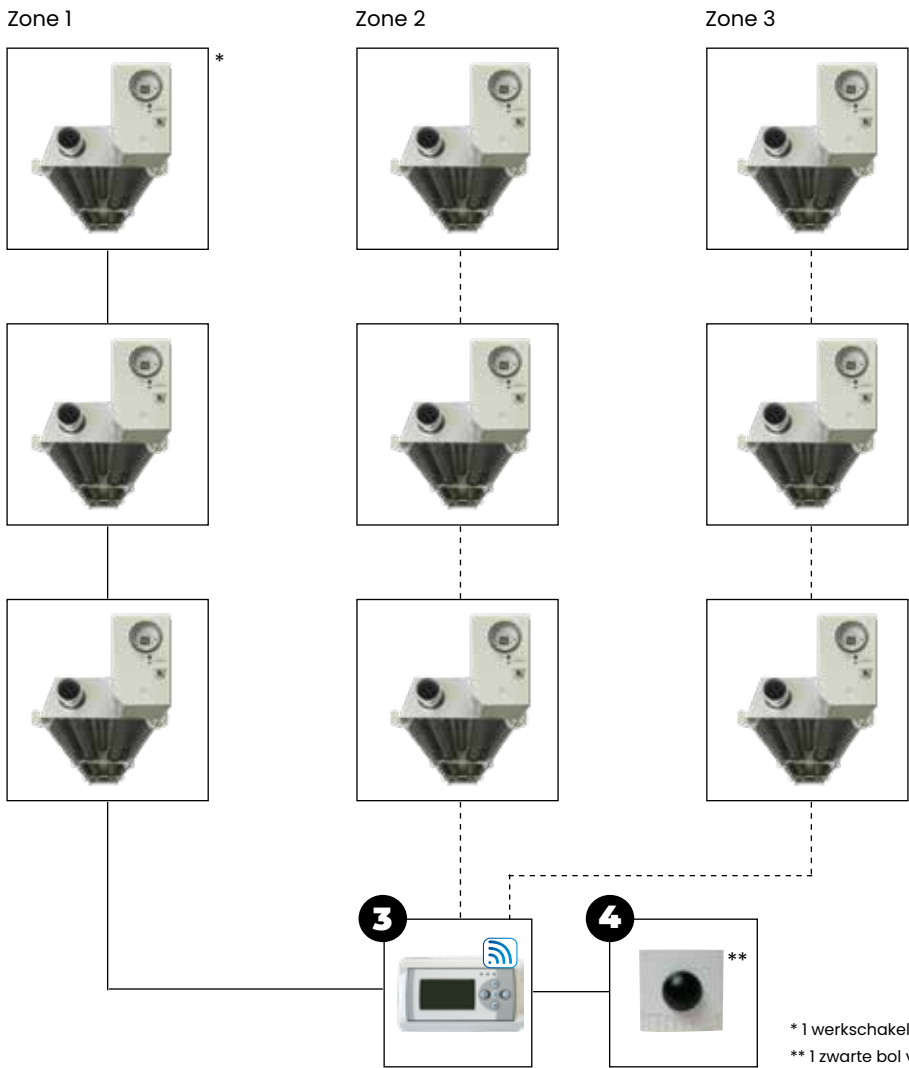 Zone 1
Zone 2
Zone 3
*
3
4
**
* 1 werkschakel
** 1 zwarte bol